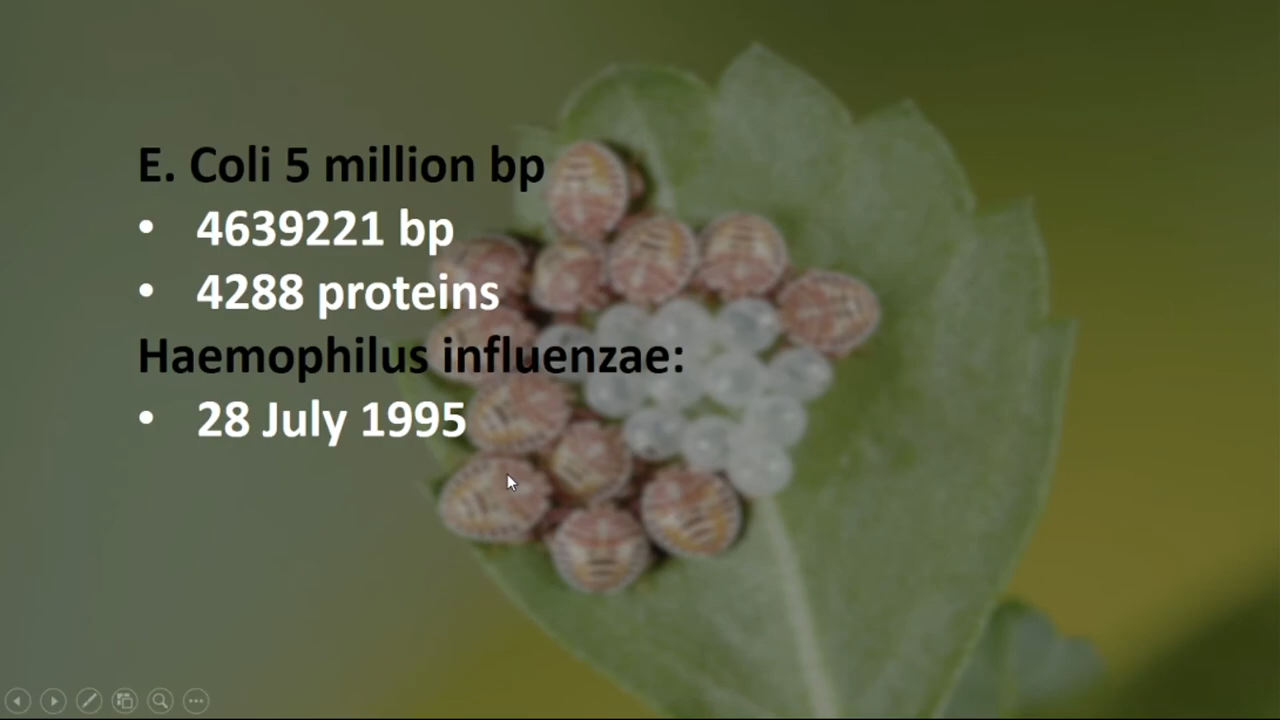 E. Coli 5 million bp
• 4639221 bp
• 4288 proteins
Haemophilus influenzae:
• 28 July 1995